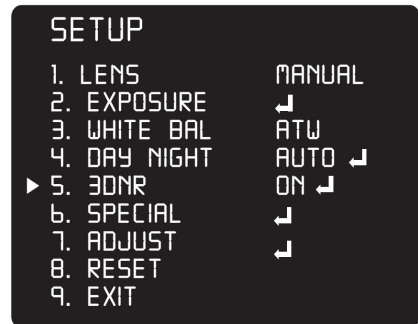 SETUP
1. LENS MANUAL
2. EXPOSURE ↵
3. WHITE BAL ATW
4. DAY NIGHT AUTO ↵
▶ 5. 3DNR ON ↵
6. SPECIAL ↵
7. ADJUST ↵
8. RESET
9. EXIT